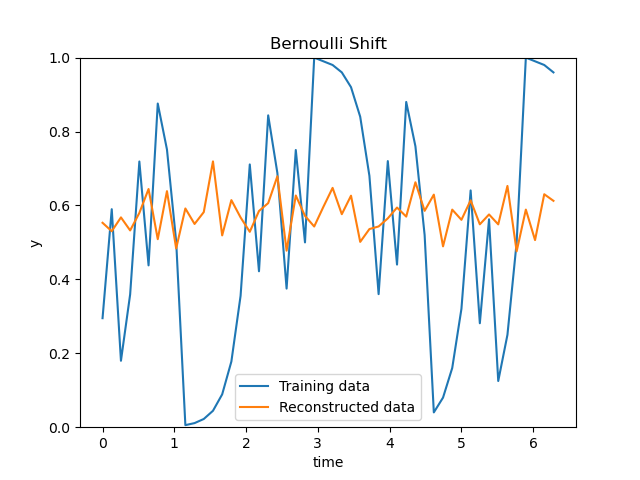 Bernoulli Shift
1.0
0.8
0.6
0.4
0.2
0.0
y
Training data
Reconstructed data
0 1 2 3 4 5 6
time